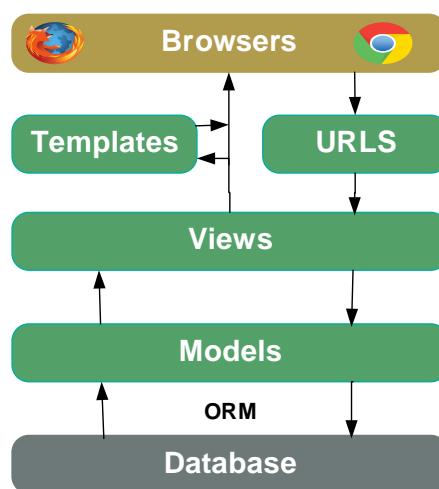 Browsers
Templates
URLS
Views
Models
ORM
Database